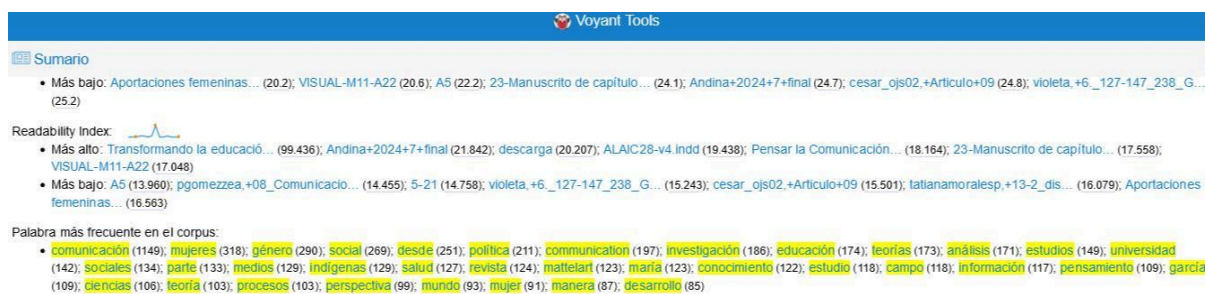 Voyant Tools
Sumario
• Más bajo: Aportaciones femeninas... (20.2); VISUAL-M11-A22 (20.6); A5 (22.2); 23-Manuscrito de capítulo ... (24.1); Andina+2024+7+final (24.7); cesar_ojs02,+Articulo+09 (24.8); violeta,+6._127-147_238_G...
(25.2)
Readability Index:
• Más alto: Transformando la educació... (99.436); Andina+2024+7+final (21.842); descarga (20.207); ALAIC28-v4.indd (19.438); Pensar la Comunicación... (18.164); 23-Manuscrito de capítulo... (17.558);
VISUAL-M11-A22 (17.048)
• Más bajo: A5 (13.960); pgomezzea,+08_Comunicacio... (14.455); 5-21 (14.758); violeta,+6._127-147_238_G... (15.243); cesar_ojs02,+Articulo+09 (15.501); tatianamoralesp,+13-2_dis... (16.079); Aportaciones
femeninas... (16.563)
Palabra más frecuente en el corpus:
• comunicación (1149); mujeres (318); género (290); social (269); desde (251); política (211); communication (197); investigación (186); educación (174); teorías (173); análisis (171); estudios (149); universidad
(142); sociales (134); parte (133); medios (129); indígenas (129); salud (127); revista (124); mattelart (123); maría (123); conocimiento (122); estudio (118); campo (118); información (117); pensamiento (109); garcía
(109); ciencias (106); teoría (103); procesos (103); perspectiva (99); mundo (93); mujer (91); manera (87); desarrollo (85)